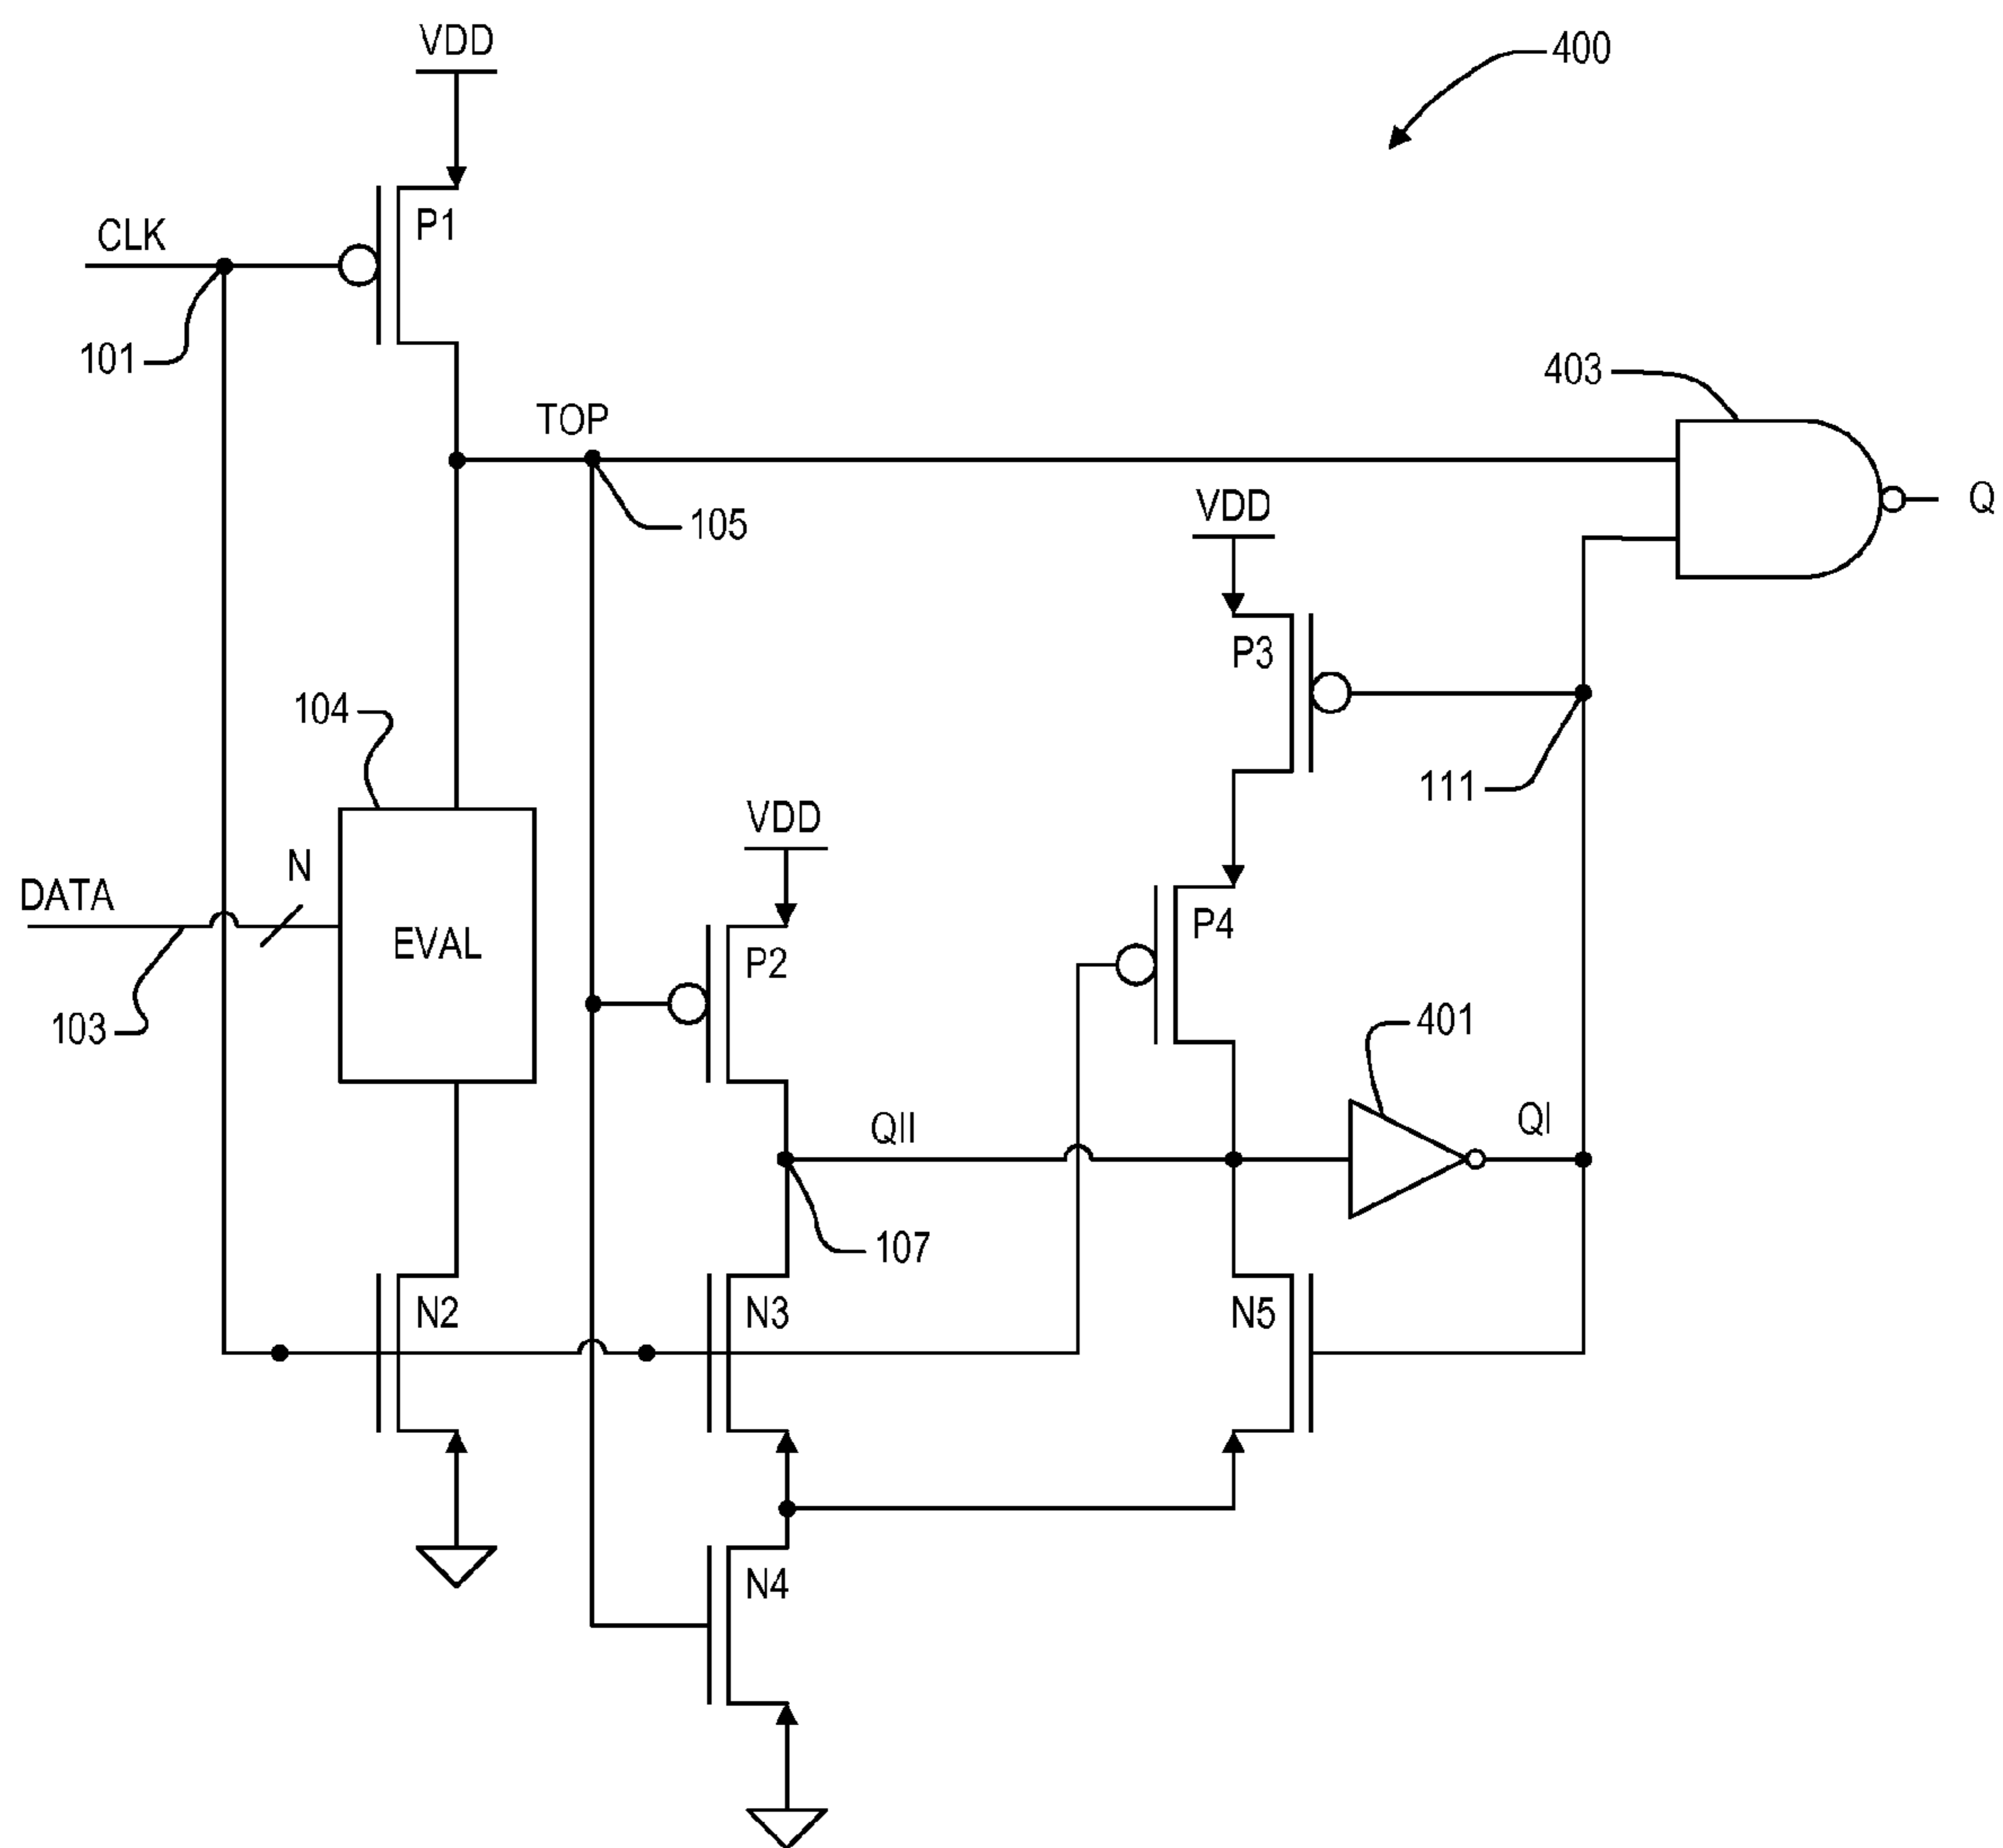 VDD
400
CLK
P1
101
403
TOP
Q
105
VDD
P3
104
111
VDD
N
DATA
P4
EVAL
P2
103
401
QII
QI
107
N2
N3
N5
N4